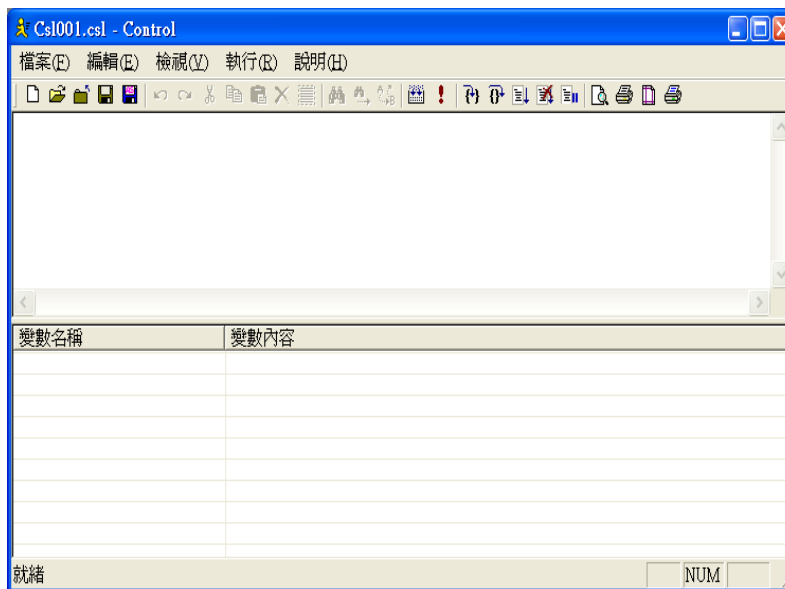 Csl001.csl - Control
檔案(F) 編輯(E) 檢視(V) 執行(R) 說明(H)
變數名稱 變數內容
就緒 NUM